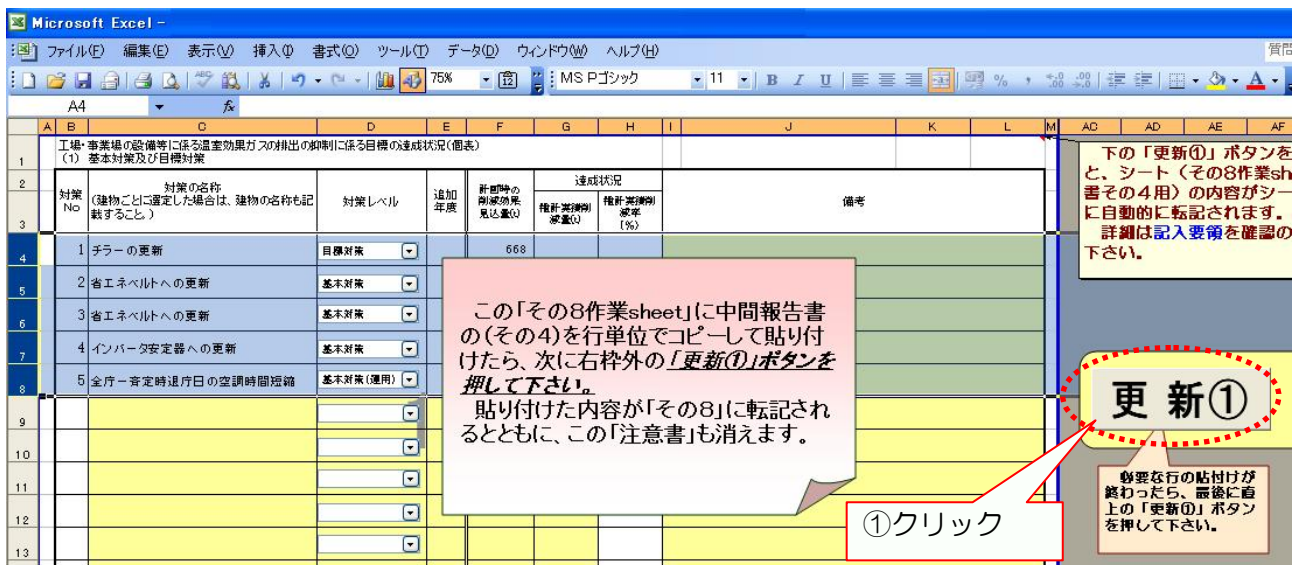 Microsoft Excel -
ファイル(F) 編集(E) 表示(V) 挿入(I) 書式(O) ツール(T) データ(D) ウィンドウ(W) ヘルプ(H)
75%
MS Pゴシック
11
B I U
A4
fx
A B C D E F G H I J K L M AC AD AE AF
1
工場・事業場の設備等に係る温室効果ガスの排出の抑制に係る目標の達成状況(個表)
(1) 基本対策及び目標対策
2
3
対策No
対策の名称
(建物ごとに選定した場合は、建物の名称も記載すること。)
対策レベル
追加年度
計画時の削減効果見込量(t)
達成状況
推計実績削減量(t)
推計実績削減率(%)
備考
4 1 チラーの更新 目標対策 668
5 2 省エネベルトへの更新 基本対策
6 3 省エネベルトへの更新 基本対策
7 4 インバータ安定器への更新 基本対策
8 5 全庁一斉定時退庁日の空調時間短縮 基本対策(運用)
9
10
11
12
13
この「その8作業sheet」に中間報告書
の(その4)を行単位でコピーして貼り付
けたら、次に右枠外の「更新①」ボタンを
押して下さい。
貼り付けた内容が「その8」に転記され
るとともに、この「注意書」も消えます。
下の「更新①」ボタンを
と、シート(その8作業sh
書その4用)の内容がシー
に自動的に転記されます。
詳細は記入要領を確認の
下さい。
更 新①
必要な行の貼付けが
終わったら、最後に直
上の「更新①」ボタン
を押して下さい。
①クリック